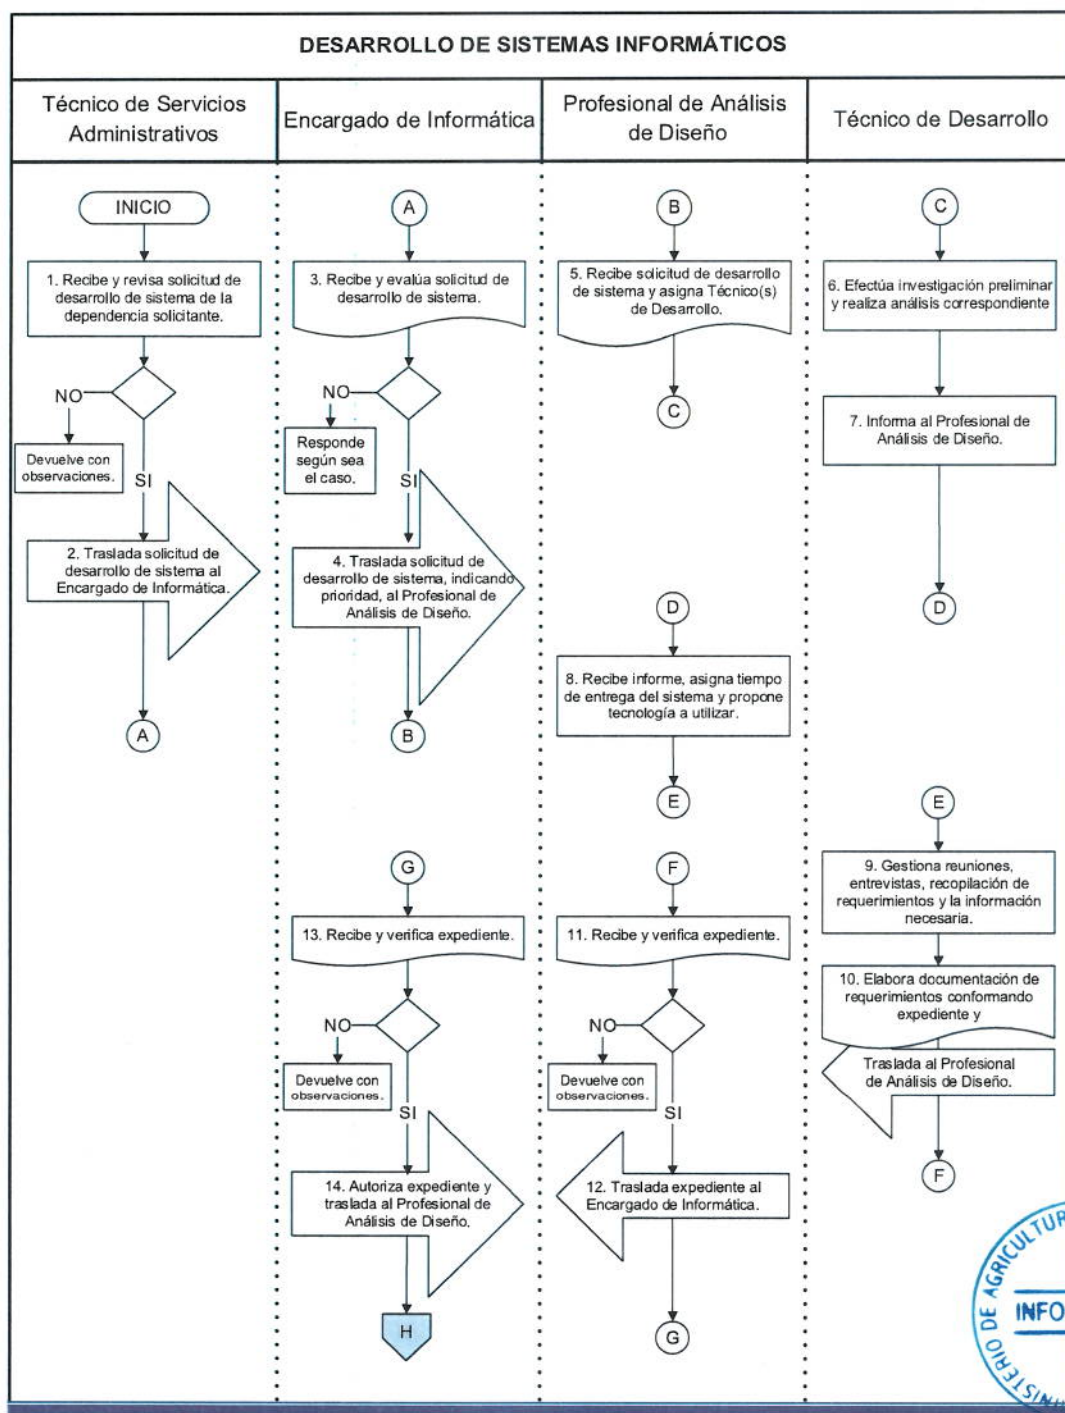 DESARROLLO DE SISTEMAS INFORMÁTICOS
Técnico de Servicios
Administrativos
Encargado de Informática
Profesional de Análisis
de Diseño
Técnico de Desarrollo
INICIO
1. Recibe y revisa solicitud de
desarrollo de sistema de la
dependencia solicitante.
NO
Devuelve con
observaciones.
SI
2. Traslada solicitud de
desarrollo de sistema al
Encargado de Informática.
A
A
3. Recibe y evalúa solicitud de
desarrollo de sistema.
NO
Responde
según sea
el caso.
SI
4. Traslada solicitud de
desarrollo de sistema, indicando
prioridad, al Profesional de
Análisis de Diseño.
B
B
5. Recibe solicitud de desarrollo
de sistema y asigna Técnico(s)
de Desarrollo.
C
C
6. Efectúa investigación preliminar
y realiza análisis correspondiente
7. Informa al Profesional de
Análisis de Diseño.
D
D
8. Recibe informe, asigna tiempo
de entrega del sistema y propone
tecnología a utilizar.
E
E
9. Gestiona reuniones,
entrevistas, recopilación de
requerimientos y la información
necesaria.
10. Elabora documentación de
requerimientos conformando
expediente y
Traslada al Profesional
de Análisis de Diseño.
F
F
11. Recibe y verifica expediente.
NO
Devuelve con
observaciones.
SI
12. Traslada expediente al
Encargado de Informática.
G
G
13. Recibe y verifica expediente.
NO
Devuelve con
observaciones.
SI
14. Autoriza expediente y
traslada al Profesional de
Análisis de Diseño.
H
MINISTERIO DE AGRICULTUR
INFO